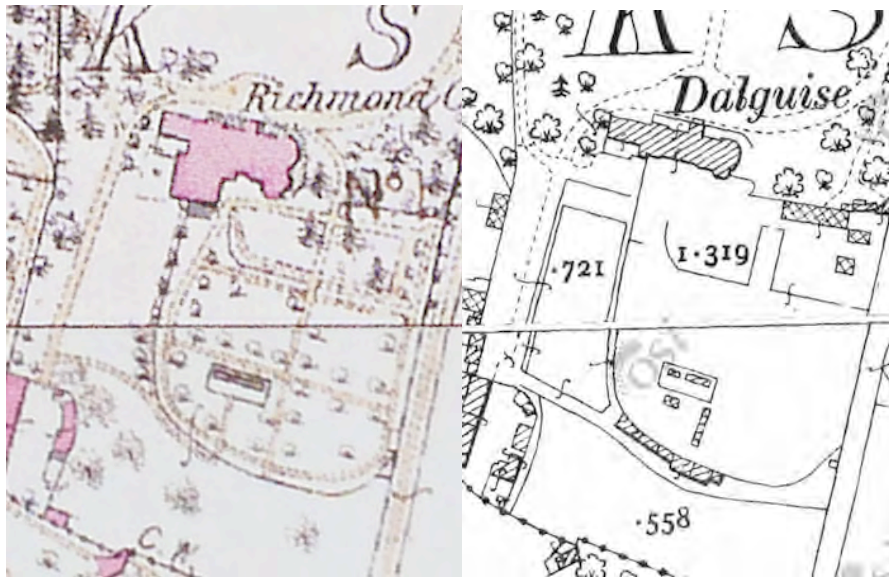 R S
Richmond
C.W.
R S
Dalguise
.721
1.319
.558